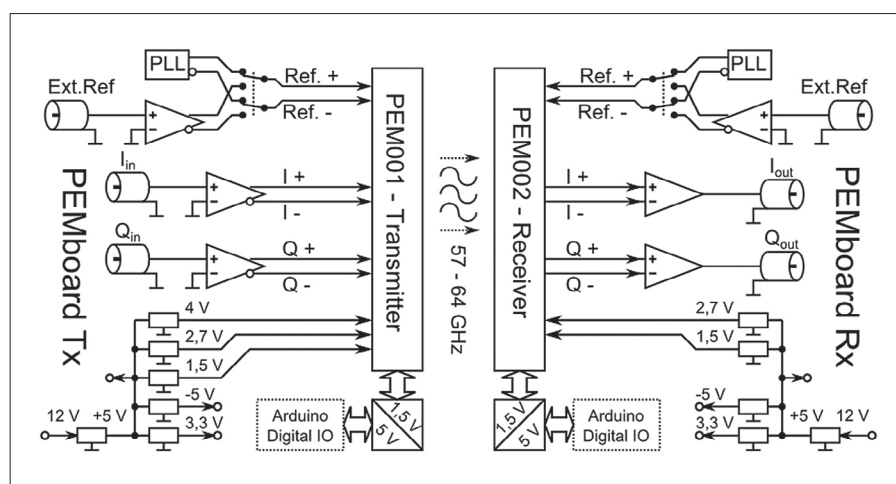 PLL
Ext.Ref
Ref. +
Ref. -
I in
I +
I -
Q in
Q +
Q -
PEMboard Tx
4 V
2,7 V
1,5 V
-5 V
12 V
+5 V
3,3 V
PEM001 - Transmitter
Arduino
Digital IO
1,5 V
5 V
57 - 64 GHz
PEM002 - Receiver
1,5 V
5 V
Arduino
Digital IO
PLL
Ext.Ref
Ref. +
Ref. -
I +
I -
I out
Q +
Q -
Q out
PEMboard Rx
2,7 V
1,5 V
-5 V
3,3 V
+5 V
12 V